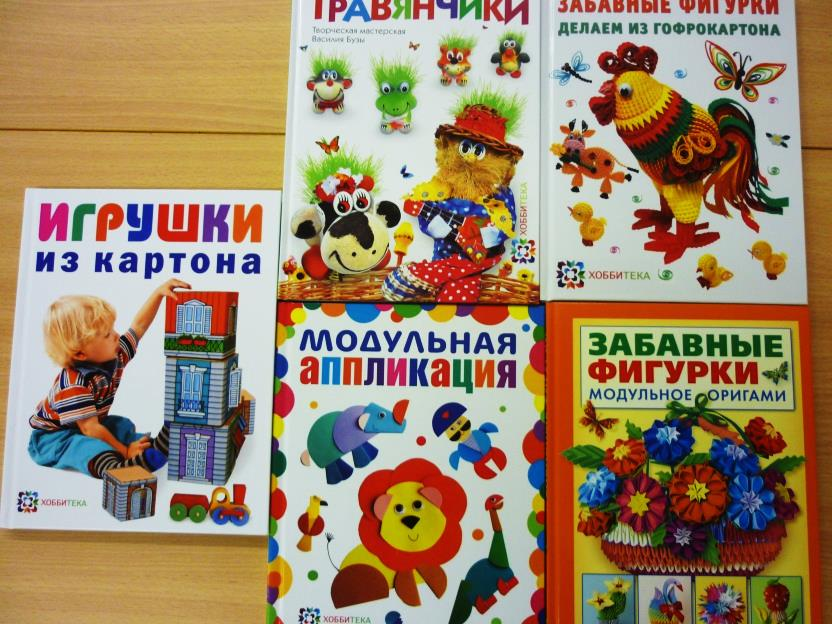 ТРАВЯНЧИКИ
Творческая мастерская
Василия Бузы
ХОББИТЕКА
ЗАБАВНЫЕ ФИГУРКИ
ДЕЛАЕМ ИЗ ГОФРОКАРТОНА
ХОББИТЕКА
ИГРУШКИ
из картона
ХОББИТЕКА
МОДУЛЬНАЯ
аппликация
ХОББИТЕКА
ЗАБАВНЫЕ
ФИГУРКИ
МОДУЛЬНОЕ ОРИГАМИ